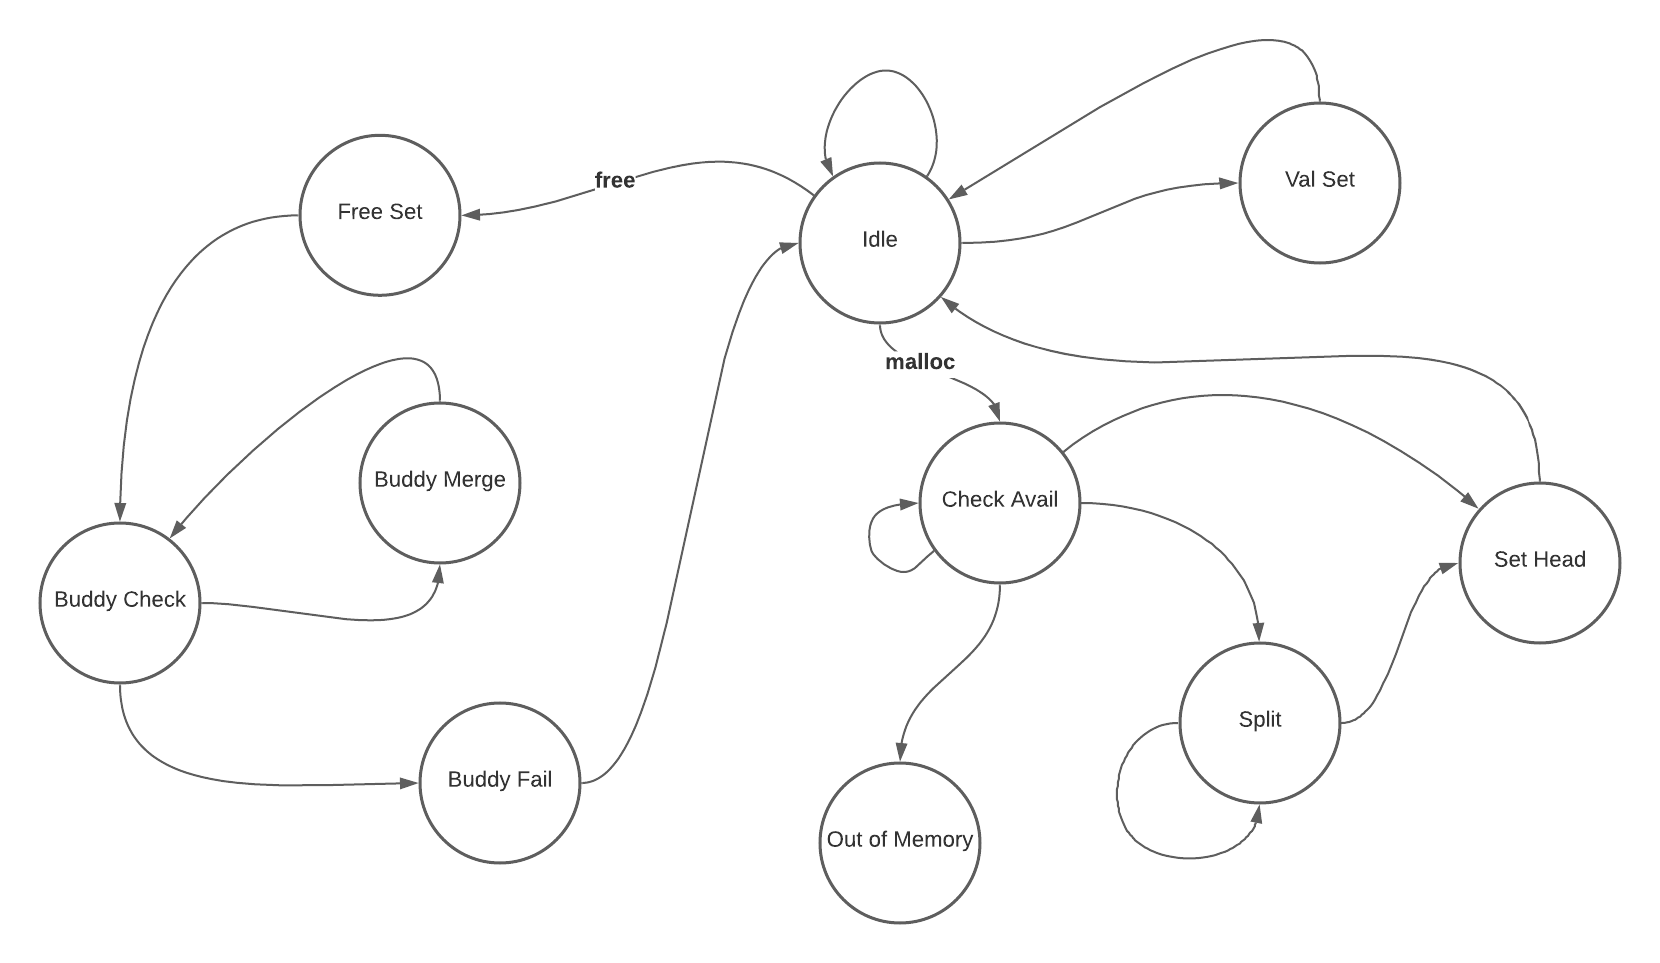 Val Set
free
Free Set
Idle
malloc
Buddy Merge
Check Avail
Set Head
Buddy Check
Split
Buddy Fail
Out of Memory